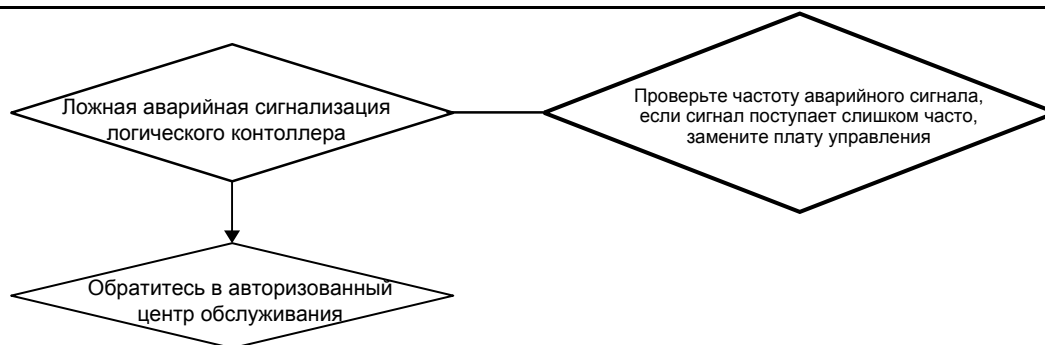 Ложная аварийная сигнализация
логического контоллера
Проверьте частоту аварийного сигнала,
если сигнал поступает слишком часто,
замените плату управления
Обратитесь в авторизованный
центр обслуживания